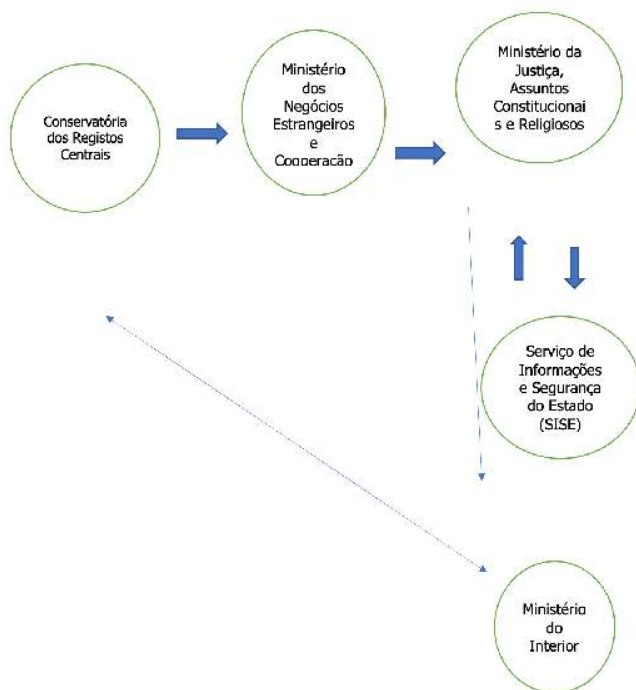 Conservatória
dos Registos
Centrais
Ministério
dos
Negócios
Estrangeiros
e
Cooperação
Ministério da
Justiça,
Assuntos
Constitucionai
s e Religiosos
Serviço de
Informações
e Segurança
do Estado
(SISE)
Ministério
do
Interior